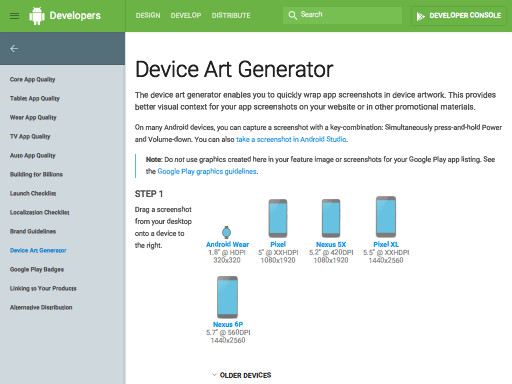 Developers
DESIGN DEVELOP DISTRIBUTE
Search
DEVELOPER CONSOLE
Core App Quality
Tablet App Quality
Wear App Quality
TV App Quality
Auto App Quality
Building for Billions
Launch Checklist
Localization Checklist
Brand Guidelines
Device Art Generator
Google Play Badges
Linking to Your Products
Alternative Distribution
Device Art Generator
The device art generator enables you to quickly wrap app screenshots in device artwork. This provides
better visual context for your app screenshots on your website or in other promotional materials.
On many Android devices, you can capture a screenshot with a key-combination: Simultaneously press-and-hold Power
and Volume-down. You can also take a screenshot in Android Studio.
Note: Do not use graphics created here in your feature image or screenshots for your Google Play app listing. See
the Google Play graphics guidelines.
STEP 1
Drag a screenshot
from your desktop
onto a device to
the right.
Android Wear
1.8" @ HDPI
320x320
Pixel
5" @ XXHDPI
1080x1920
Nexus 5X
5.2" @ 420DPI
1080x1920
Pixel XL
5.5" @ XXHDPI
1440x2560
Nexus 6P
5.7" @ 560DPI
1440x2560
OLDER DEVICES